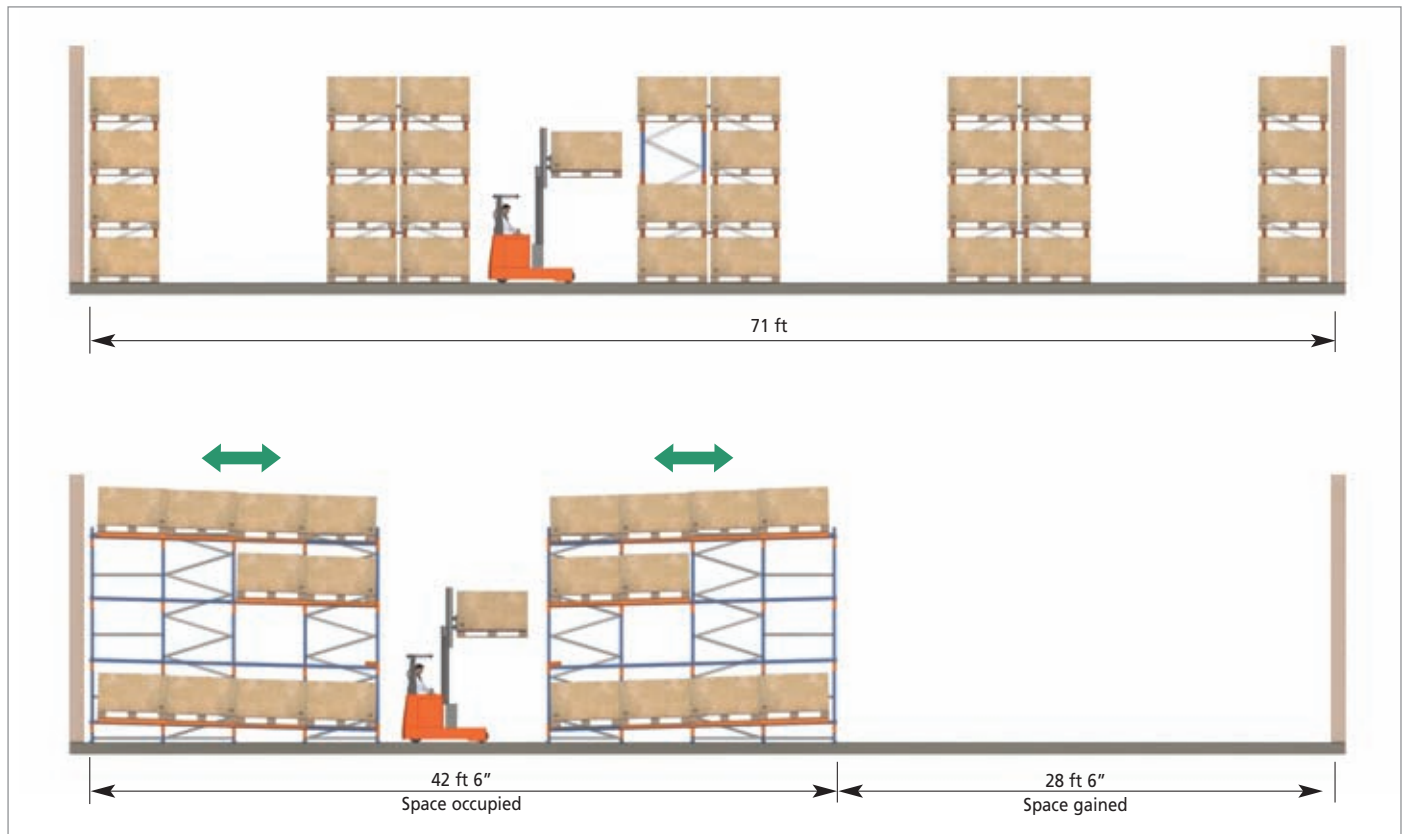 71 ft
42 ft 6”
Space occupied
28 ft 6”
Space gained